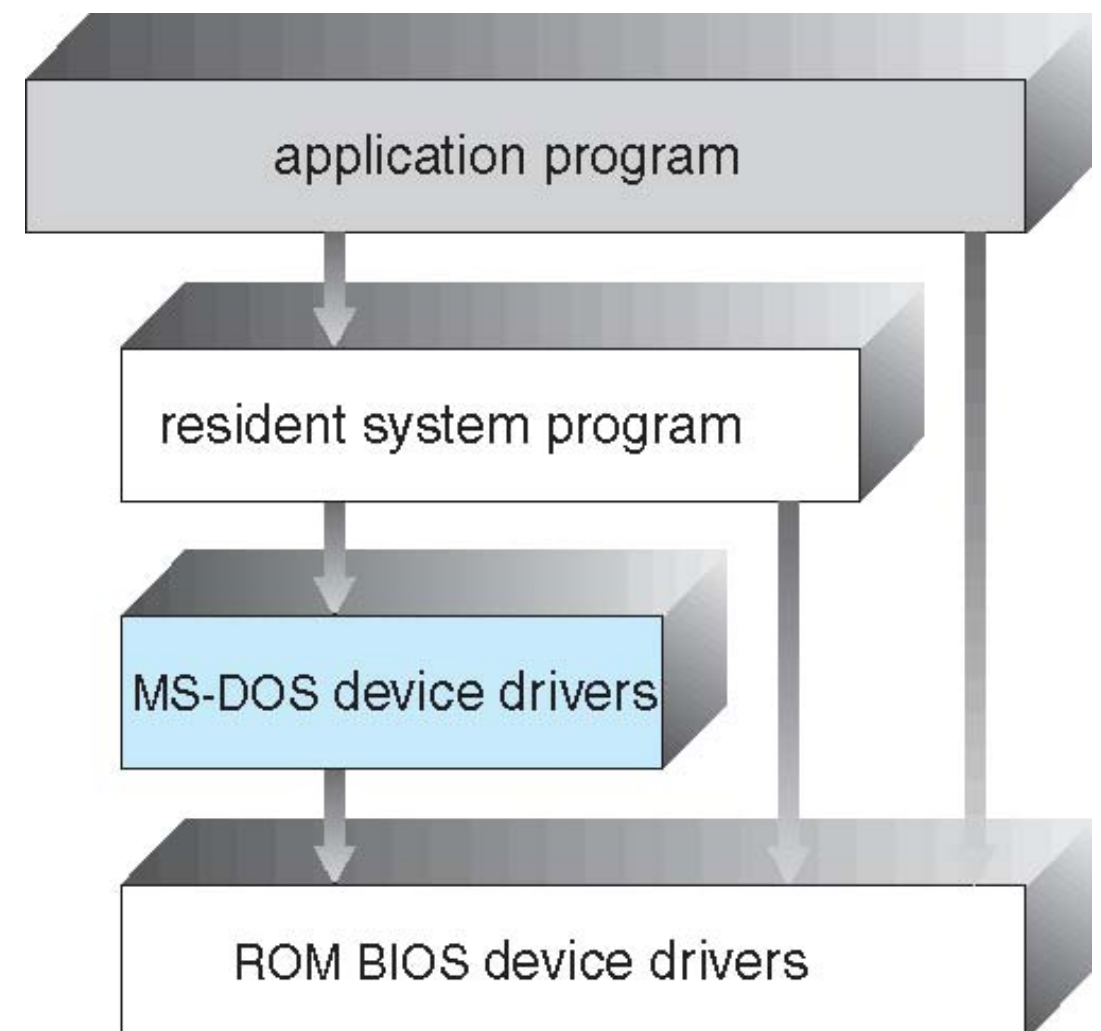 application program
resident system program
MS-DOS device drivers
ROM BIOS device drivers